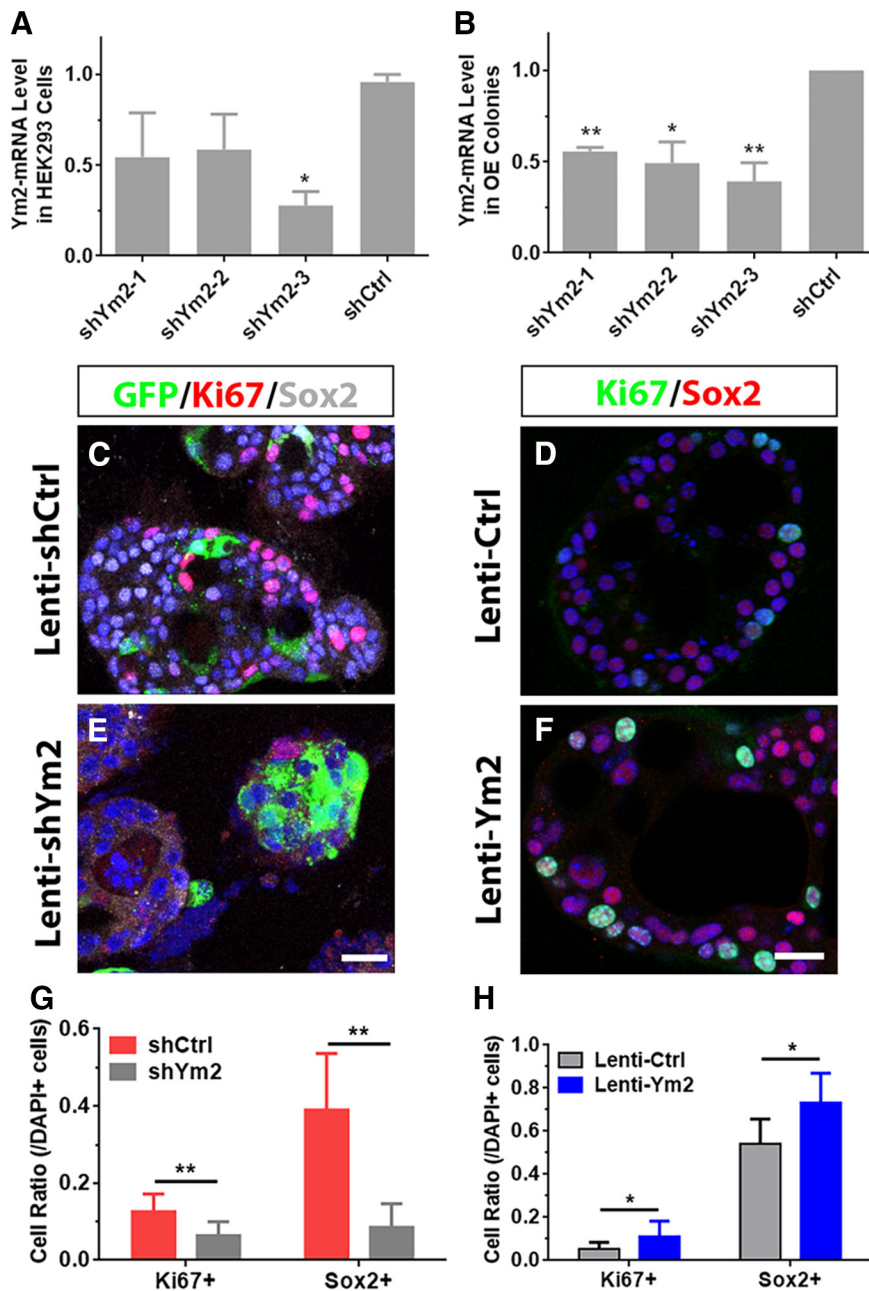 A
Ym2-mRNA Level
in HEK293 Cells
1.0
0.5
0.0
*
shYm2-1
shYm2-2
shYm2-3
shCtrl
B
Ym2-mRNA Level
in OE Colonies
1.0
0.5
0.0
**
*
**
shYm2-1
shYm2-2
shYm2-3
shCtrl
GFP/Ki67/Sox2
Ki67/Sox2
Lenti-shCtrl
C
Lenti-Ctrl
D
Lenti-shYm2
E
Lenti-Ym2
F
G
Cell Ratio (/DAPI+ cells)
0.6
0.4
0.2
0.0
shCtrl
shYm2
**
**
Ki67+
Sox2+
H
Cell Ratio (/DAPI+ cells)
1.0
0.8
0.6
0.4
0.2
0.0
Lenti-Ctrl
Lenti-Ym2
*
*
Ki67+
Sox2+